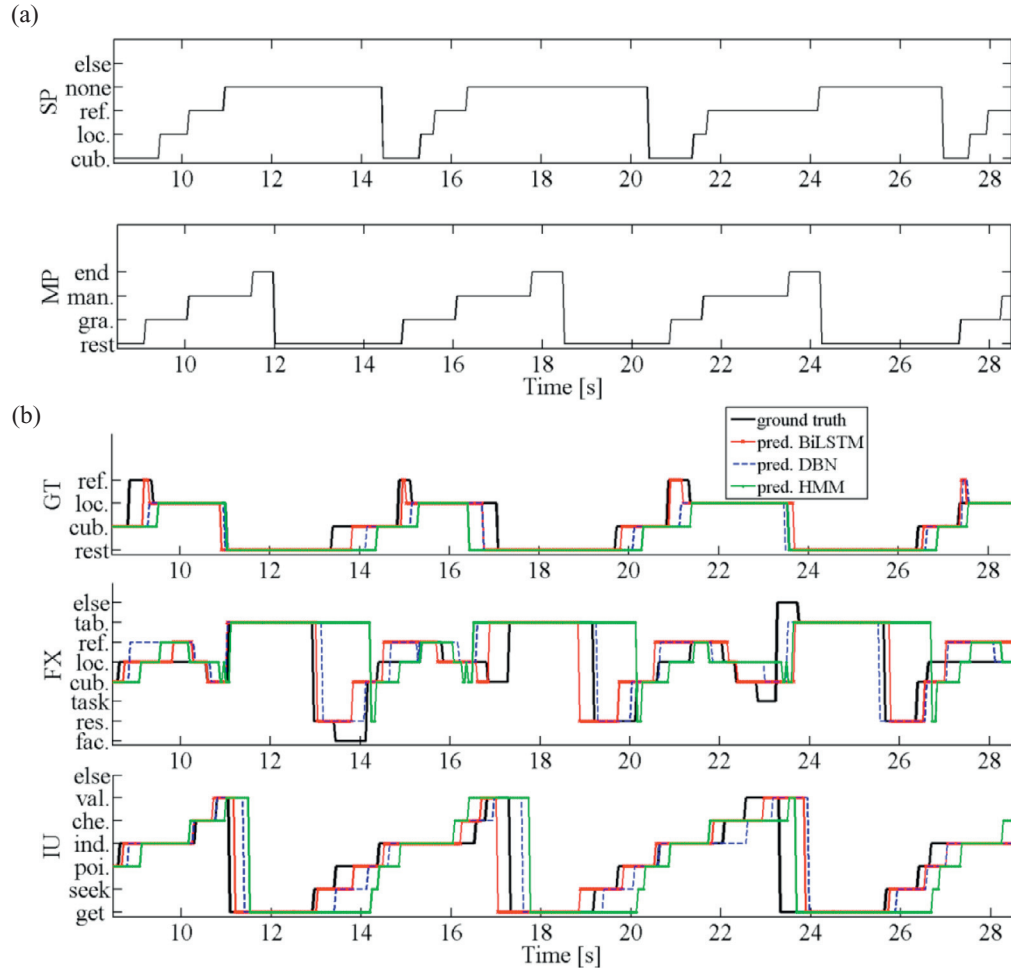 (a)
SP
else
none
ref.
loc.
cub.
10 12 14 16 18 20 22 24 26 28
MP
end
man.
gra.
rest
10 12 14 16 18 20 22 24 26 28
Time [s]
(b)
ground truth
pred. BiLSTM
pred. DBN
pred. HMM
GT
ref.
loc.
cub.
rest
10 12 14 16 18 20 22 24 26 28
FX
else
tab.
ref.
loc.
cub.
task
res.
fac.
10 12 14 16 18 20 22 24 26 28
IU
else
val.
che.
ind.
poi.
seek
get
10 12 14 16 18 20 22 24 26 28
Time [s]